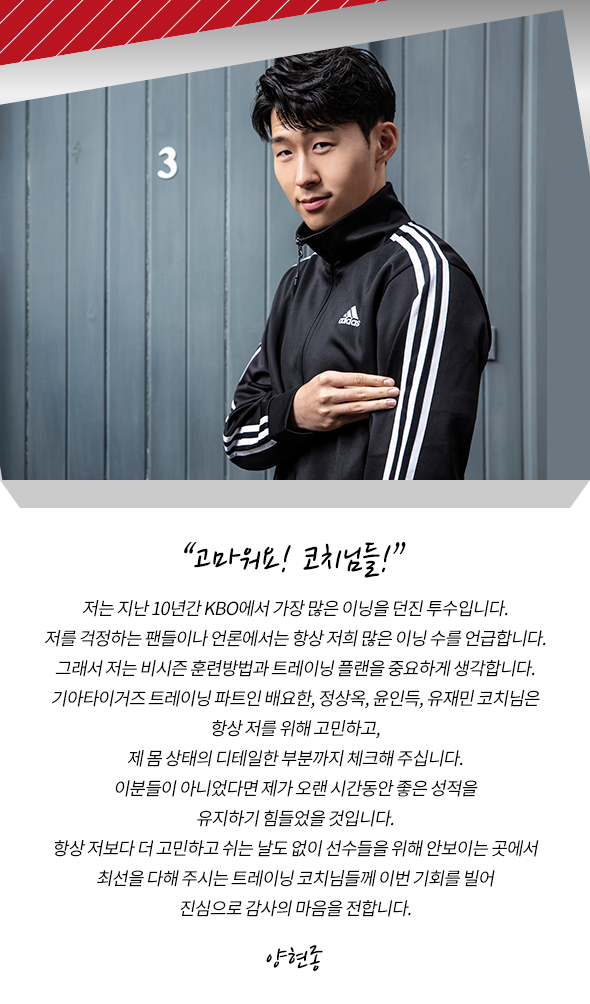 3
adidas
“고마워요! 코치님들!”
저는 지난 10년간 KBO에서 가장 많은 이닝을 던진 투수입니다.
저를 걱정하는 팬들이나 언론에서는 항상 저희 많은 이닝 수를 언급합니다.
그래서 저는 비시즌 훈련방법과 트레이닝 플랜을 중요하게 생각합니다.
기아타이거즈 트레이닝 파트인 배요한, 정상옥, 윤인득, 유재민 코치님은
항상 저를 위해 고민하고,
제 몸 상태의 디테일한 부분까지 체크해 주십니다.
이분들이 아니었다면 제가 오랜 시간동안 좋은 성적을
유지하기 힘들었을 것입니다.
항상 저보다 더 고민하고 쉬는 날도 없이 선수들을 위해 안보이는 곳에서
최선을 다해 주시는 트레이닝 코치님들께 이번 기회를 빌어
진심으로 감사의 마음을 전합니다.
양현종